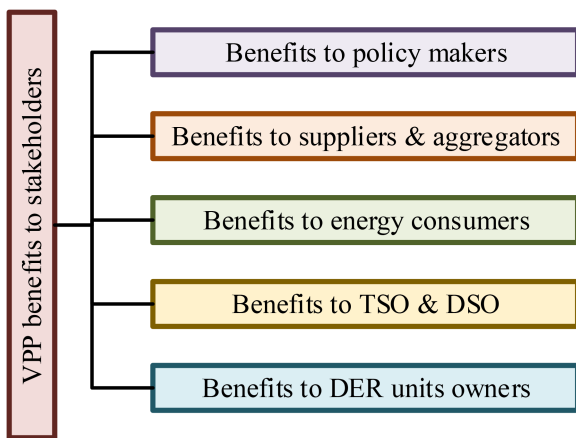 VPP benefits to stakeholders
Benefits to policy makers
Benefits to suppliers & aggregators
Benefits to energy consumers
Benefits to TSO & DSO
Benefits to DER units owners